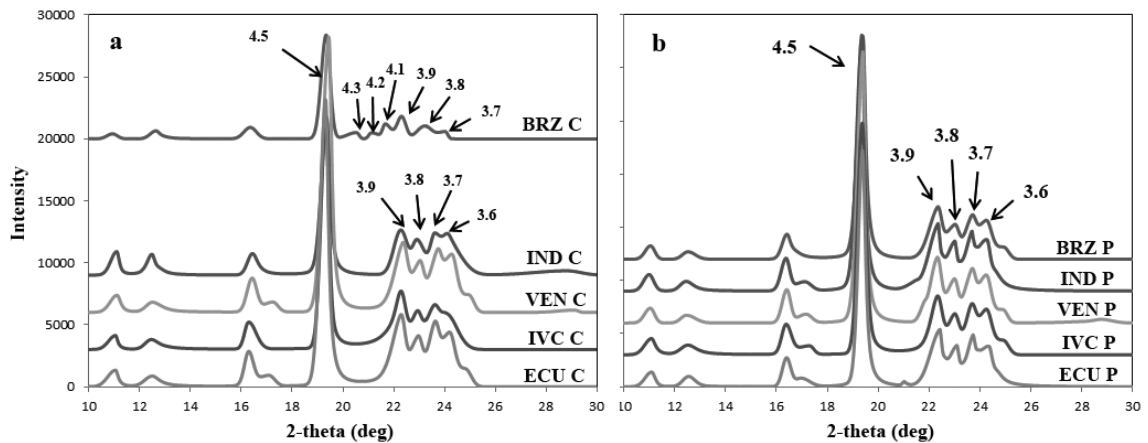 30000
25000
20000
15000
10000
5000
0
Intensity
a
4.5
4.3
4.2
4.1
3.9
3.8
3.7
BRZ C
3.9
3.8
3.7
3.6
IND C
VEN C
IVC C
ECU C
10 12 14 16 18 20 22 24 26 28 30
2-theta (deg)
b
4.5
3.9
3.8
3.7
3.6
BRZ P
IND P
VEN P
IVC P
ECU P
10 12 14 16 18 20 22 24 26 28 30
2-theta (deg)